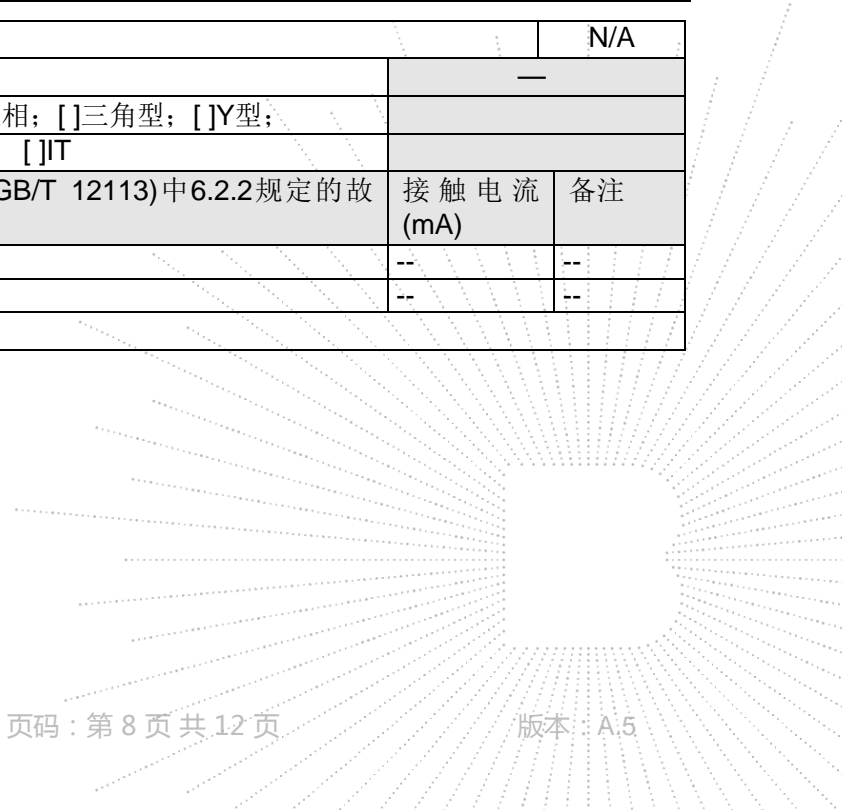 N/A
—
相；[ ]三角型；[ ]Y型；
[ ]IT
GB/T 12113)中6.2.2规定的故 接触电流 备注
(mA)
-- --
-- --
页码：第 8 页 共 12 页 版本：A.5